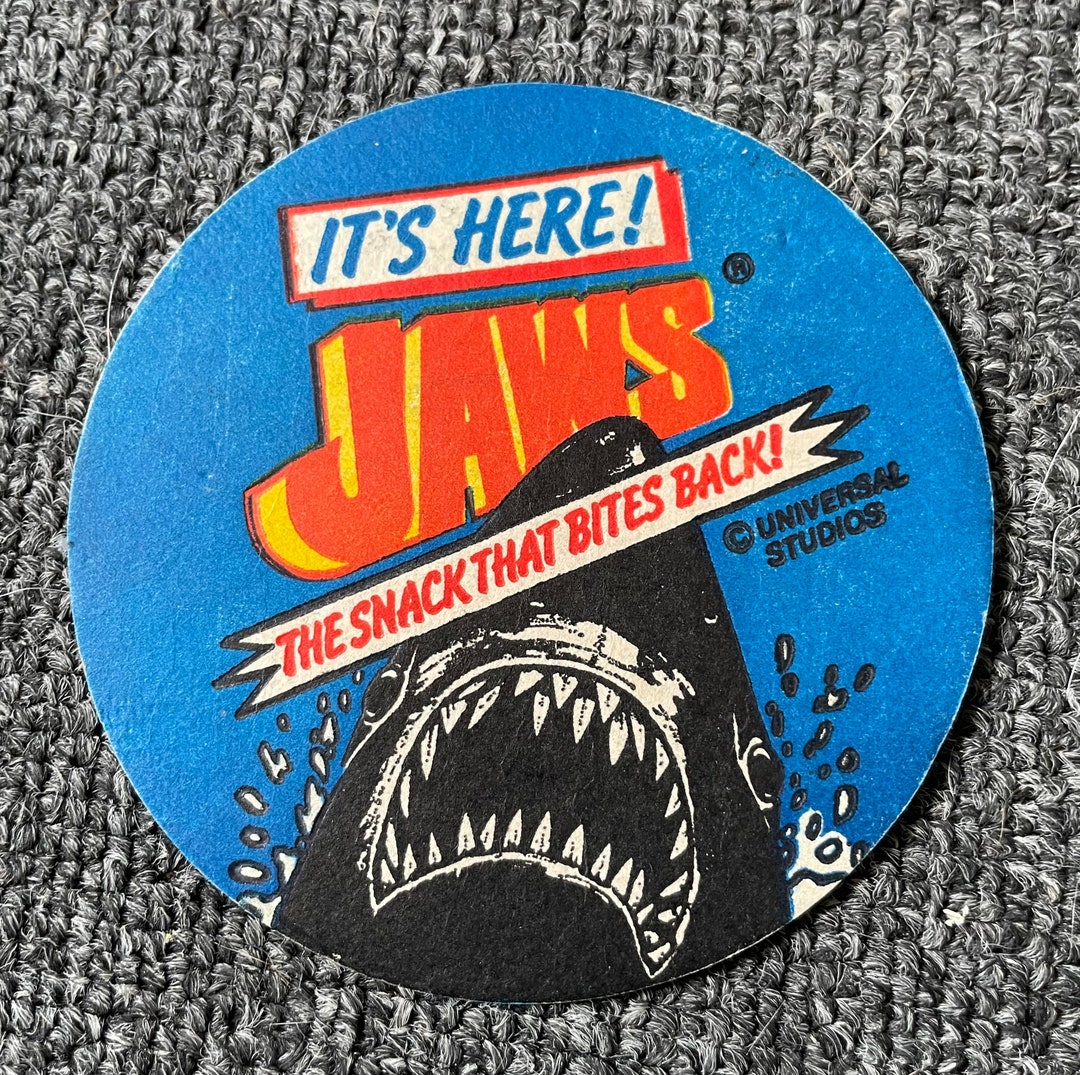 IT'S HERE!
JAWS ®
THE SNACK THAT BITES BACK!
© UNIVERSAL
STUDIOS